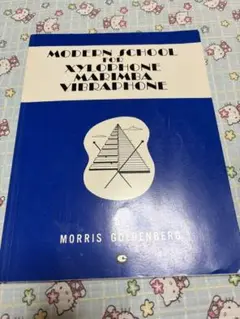 MODERN SCHOOL
FOR
XYLOPHONE
MARIMBA
VIBRAPHONE
MORRIS GOLDENBERG